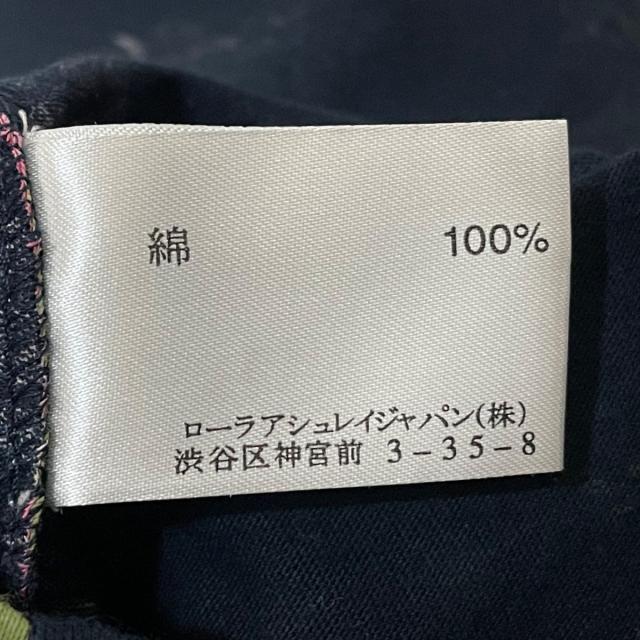 綿 100%
ローラアシュレイジャパン(株)
渋谷区神宮前 3-35-8